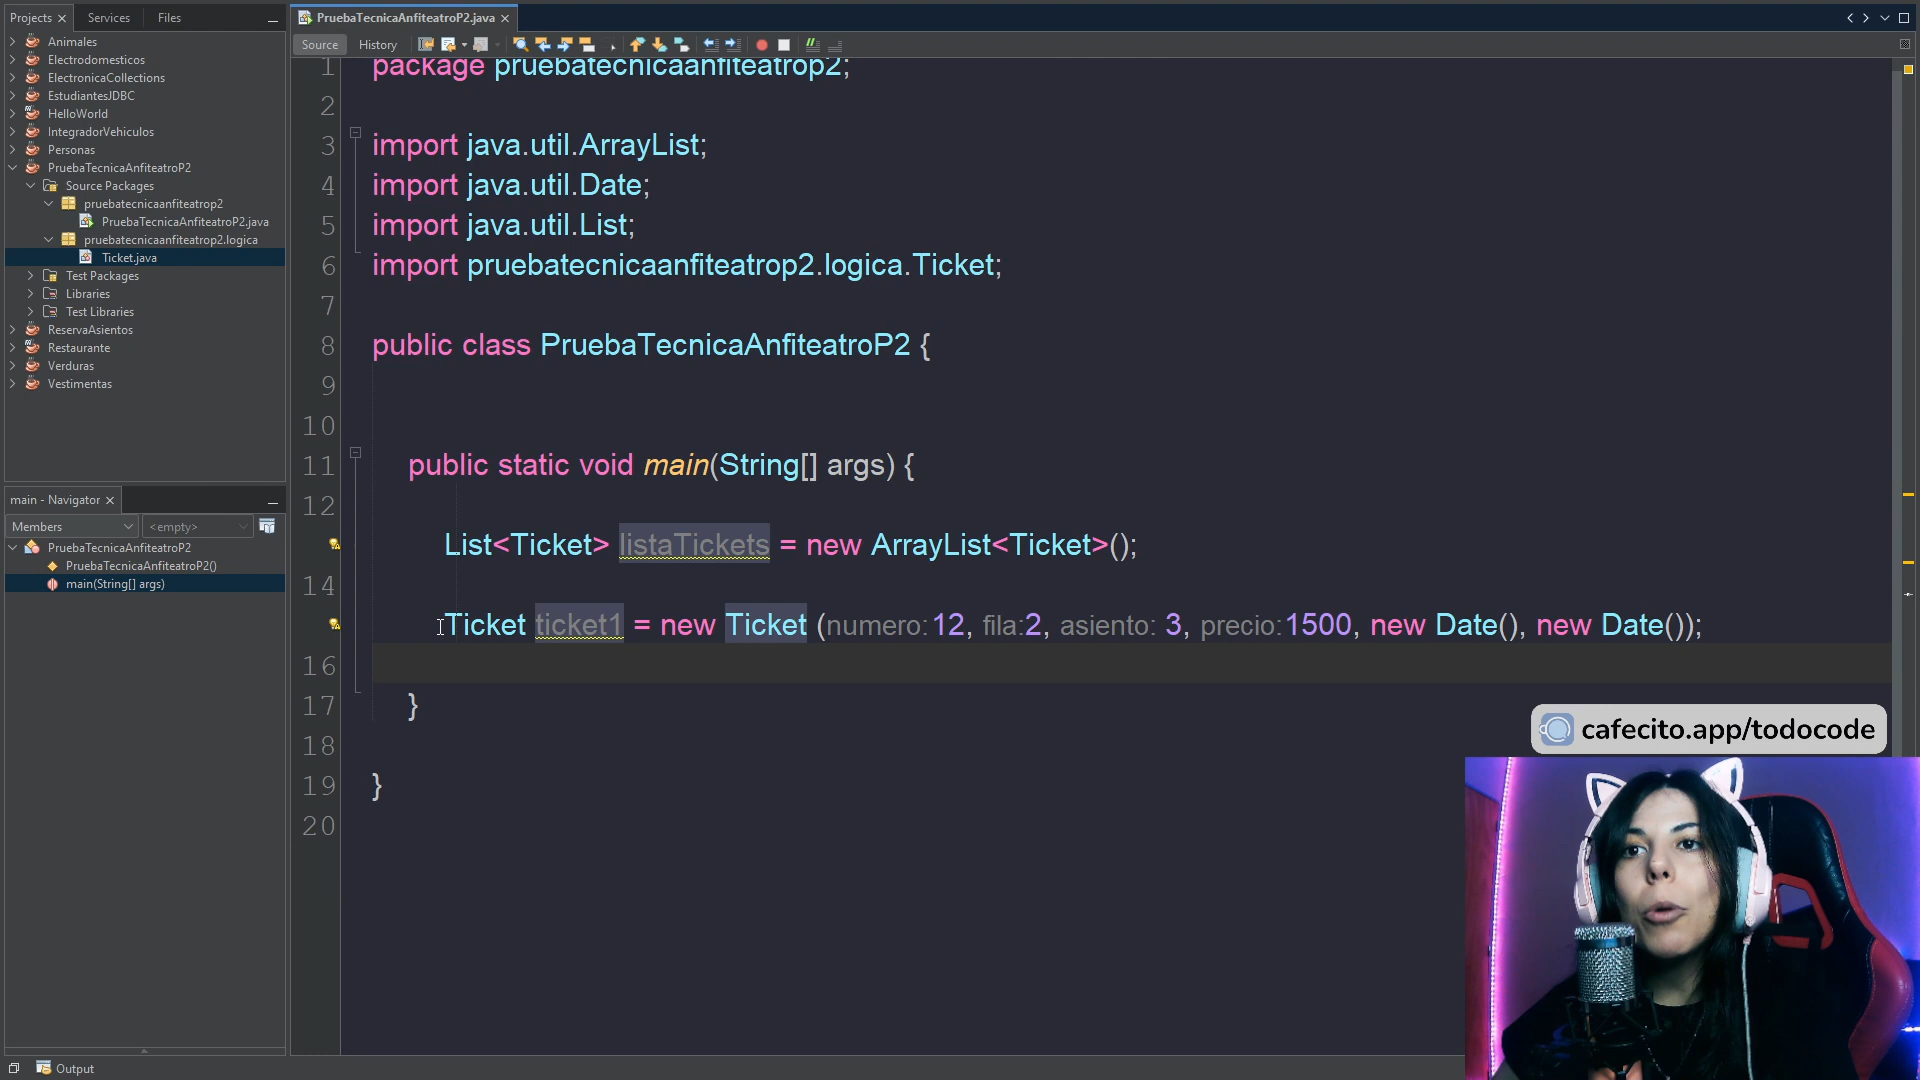 Projects
Services
Files
Animales
Electrodomesticos
ElectronicaCollections
EstudiantesJDBC
HelloWorld
IntegradorVehiculos
Personas
PruebaTecnicaAnfiteatroP2
Source Packages
pruebatecnicaanfiteatrop2
PruebaTecnicaAnfiteatroP2.java
pruebatecnicaanfiteatrop2.logica
Ticket.java
Test Packages
Libraries
Test Libraries
ReservaAsientos
Restaurante
Verduras
Vestimentas
main - Navigator
Members
<empty>
PruebaTecnicaAnfiteatroP2
PruebaTecnicaAnfiteatroP2()
main(String[] args)
Output
PruebaTecnicaAnfiteatroP2.java
Source
History
1 package pruebatecnicaanfiteatrop2;
2
3 import java.util.ArrayList;
4 import java.util.Date;
5 import java.util.List;
6 import pruebatecnicaanfiteatrop2.logica.Ticket;
7
8 public class PruebaTecnicaAnfiteatroP2 {
9
10
11 public static void main(String[] args) {
12
List<Ticket> listaTickets = new ArrayList<Ticket>();
14
Ticket ticket1 = new Ticket (numero:12, fila:2, asiento: 3, precio:1500, new Date(), new Date());
16
17 }
18
19 }
20
cafecito.app/todocode